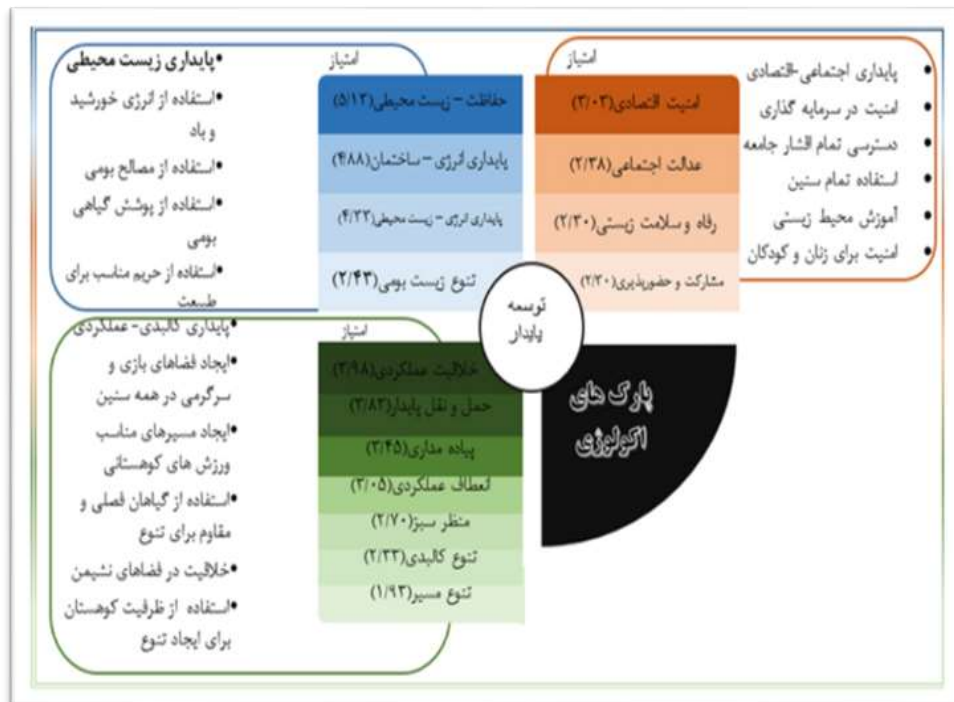 امتیاز
امنیت اقتصادی(۳/۰۳)
عدالت اجتماعی(۲/۳۸)
رفاه و سلامت زیستی(۲/۳۰)
مشارکت و حضورپذیری(۲/۲۰)
•پایداری اجتماعی-اقتصادی
•امنیت در سرمایه گذاری
•دسترسی تمام اقشار جامعه
•استفاده تمام سنین
•آموزش محیط زیستی
•امنیت برای زنان و کودکان
امتیاز
حفاظت – زیست محیطی(۵/۱۳)
پایداری انرژی – ساختمان(۴/۸۸)
پایداری انرژی – زیست محیطی(۴/۳۲)
تنوع زیست بومی(۲/۴۳)
•پایداری زیست محیطی
•استفاده از انرژی خورشید
و باد
•استفاده از مصالح بومی
•استفاده از پوشش گیاهی
بومی
•استفاده از حریم مناسب برای
طبیعت
توسعه
پایدار
پارک های
اکولوژی
امتیاز
خلاقیت عملکردی(۳/۹۸)
حمل و نقل پایدار(۳/۸۳)
پیاده مداری(۳/۴۵)
انعطاف عملکردی(۳/۰۵)
منظر سبز(۲/۷۰)
تنوع کالبدی(۲/۳۳)
تنوع مسیر(۱/۹۳)
•پایداری کالبدی- عملکردی
•ایجاد فضاهای بازی و
سرگرمی در همه سنین
•ایجاد مسیرهای مناسب
ورزش های کوهستانی
•استفاده از گیاهان فصلی و
مقاوم برای تنوع
•خلاقیت در فضاهای نشیمن
•استفاده از ظرفیت کوهستان
برای ایجاد تنوع